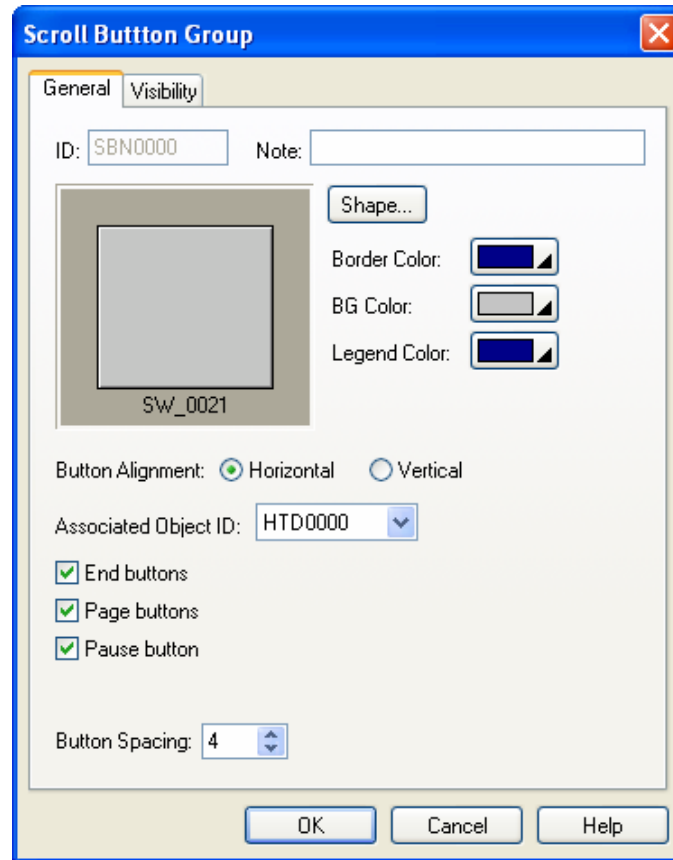 Scroll Buttton Group
General Visibility
ID: SBN0000 Note:
Shape...
Border Color:
BG Color:
Legend Color:
SW_0021
Button Alignment: Horizontal Vertical
Associated Object ID: HTD0000
End buttons
Page buttons
Pause button
Button Spacing: 4
OK Cancel Help